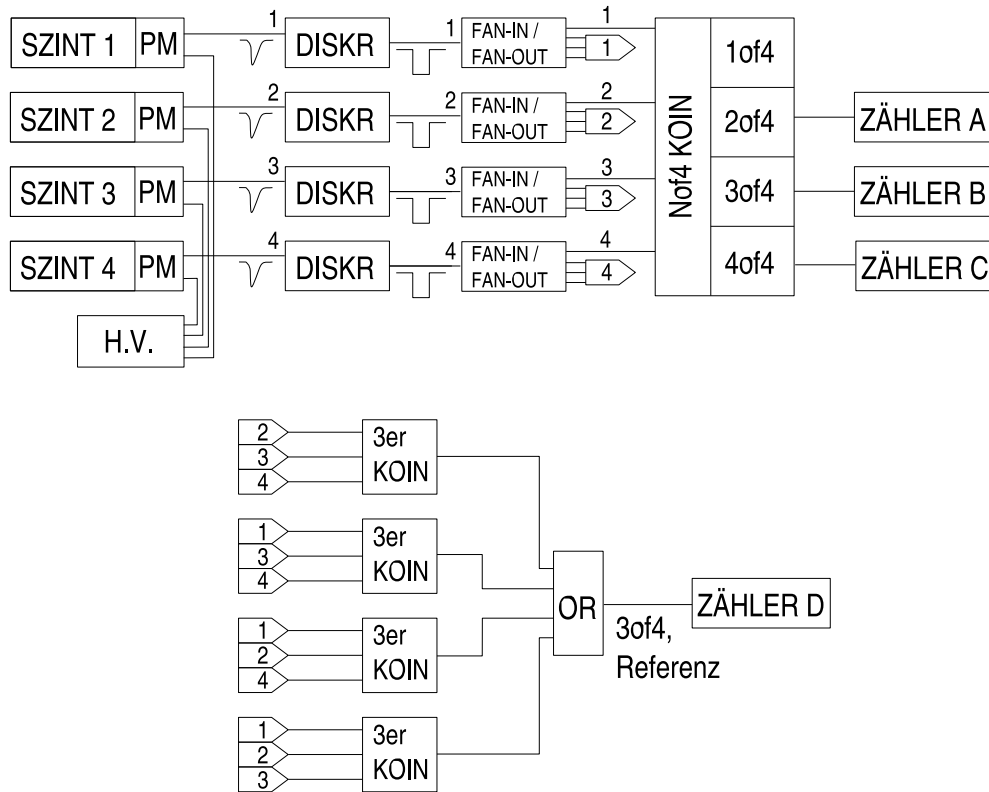 SZINT 1 PM 1 DISKR 1 FAN-IN / FAN-OUT 1 1
SZINT 2 PM 2 DISKR 2 FAN-IN / FAN-OUT 2 2
SZINT 3 PM 3 DISKR 3 FAN-IN / FAN-OUT 3 3
SZINT 4 PM 4 DISKR 4 FAN-IN / FAN-OUT 4 4
H.V.
Nof4 KOIN
1of4
2of4 ZÄHLER A
3of4 ZÄHLER B
4of4 ZÄHLER C
2
3
4
3er
KOIN
1
3
4
3er
KOIN
1
2
4
3er
KOIN
1
2
3
3er
KOIN
OR
3of4,
Referenz
ZÄHLER D